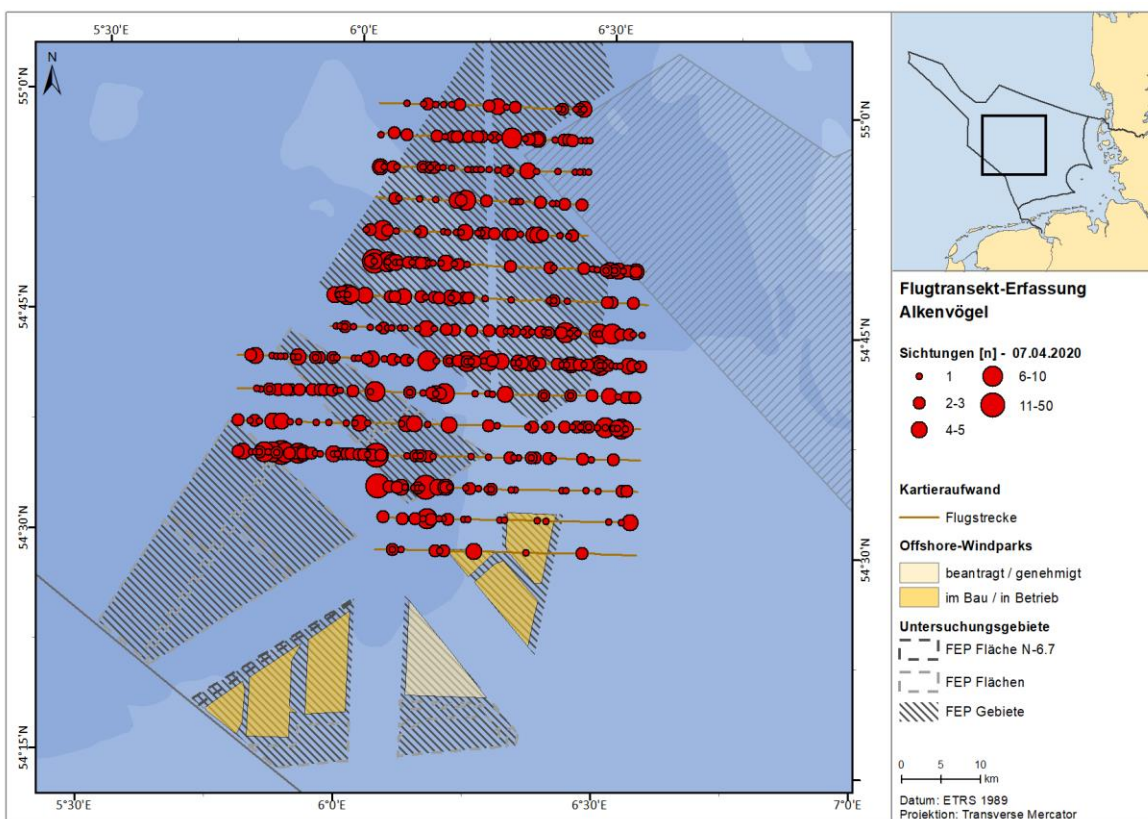 5°30'E
6°0'E
6°30'E
N
55°0'N
54°45'N
54°30'N
54°15'N
55°0'N
54°45'N
54°30'N
5°30'E
6°0'E
6°30'E
7°0'E
Flugtransekt-Erfassung
Alkenvögel
Sichtungen [n] - 07.04.2020
1
6-10
2-3
11-50
4-5
Kartieraufwand
Flugstrecke
Offshore-Windparks
beantragt / genehmigt
im Bau / in Betrieb
Untersuchungsgebiete
FEP Fläche N-6.7
FEP Flächen
FEP Gebiete
0 5 10
km
Datum: ETRS 1989
Projektion: Transverse Mercator